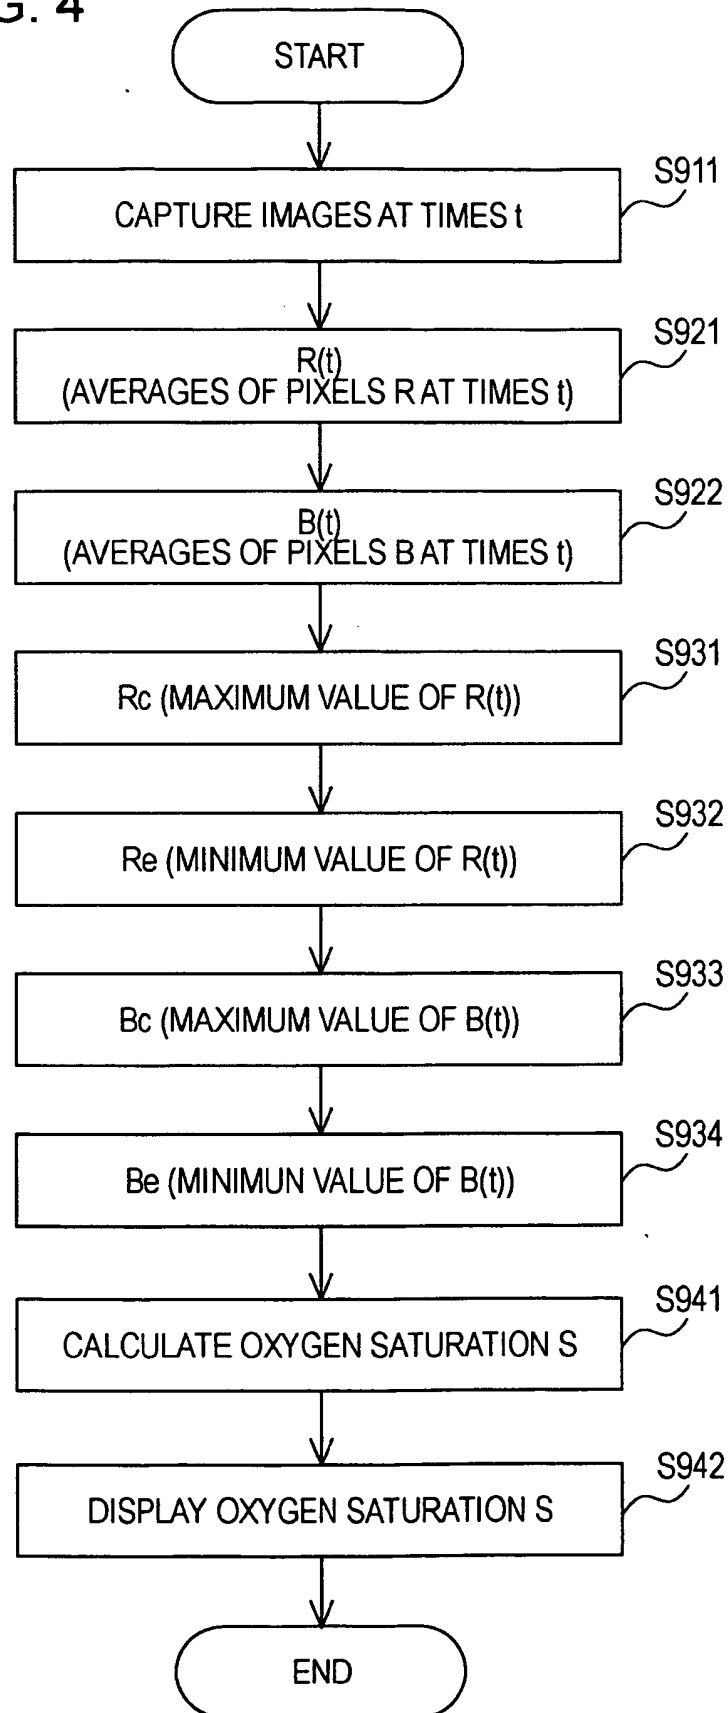 G. 4
START
S911
CAPTURE IMAGES AT TIMES t
S921
R(t)
(AVERAGES OF PIXELS R AT TIMES t)
S922
B(t)
(AVERAGES OF PIXELS B AT TIMES t)
S931
Rc (MAXIMUM VALUE OF R(t))
S932
Re (MINIMUM VALUE OF R(t))
S933
Bc (MAXIMUM VALUE OF B(t))
S934
Be (MINIMUN VALUE OF B(t))
S941
CALCULATE OXYGEN SATURATION S
S942
DISPLAY OXYGEN SATURATION S
END